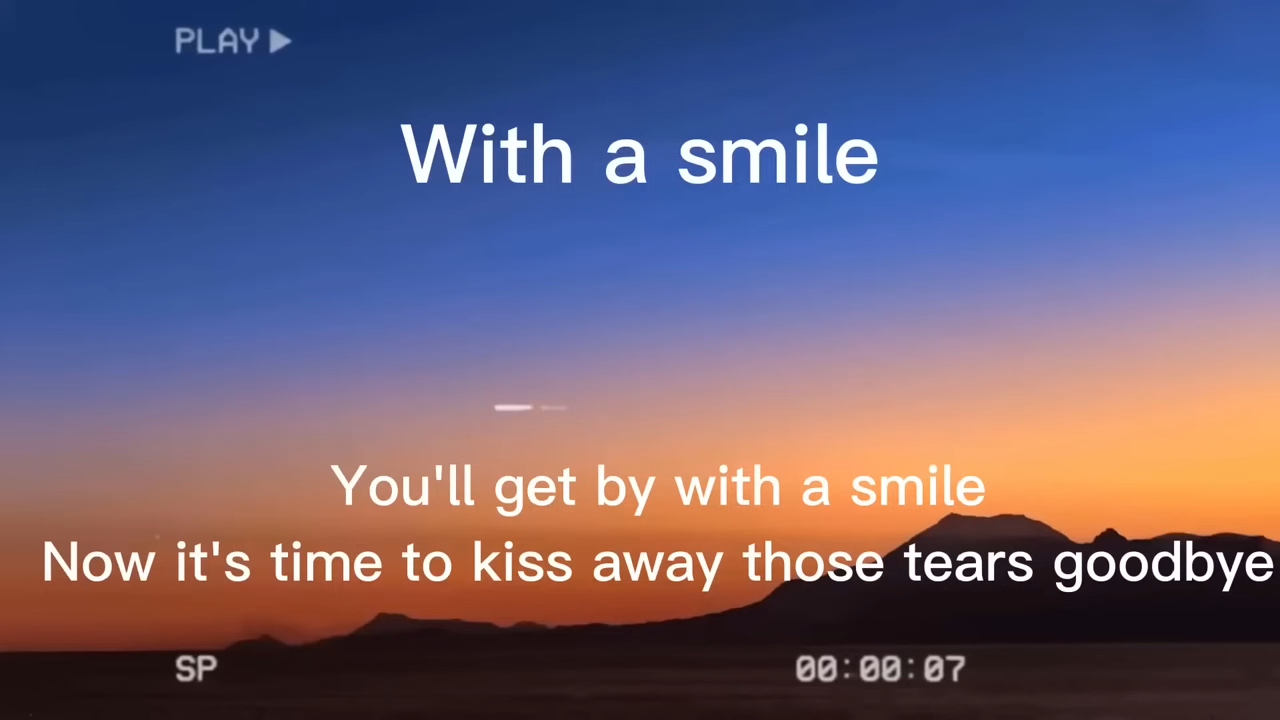 PLAY ▶
With a smile
You'll get by with a smile
Now it's time to kiss away those tears goodbye
SP
00:00:07